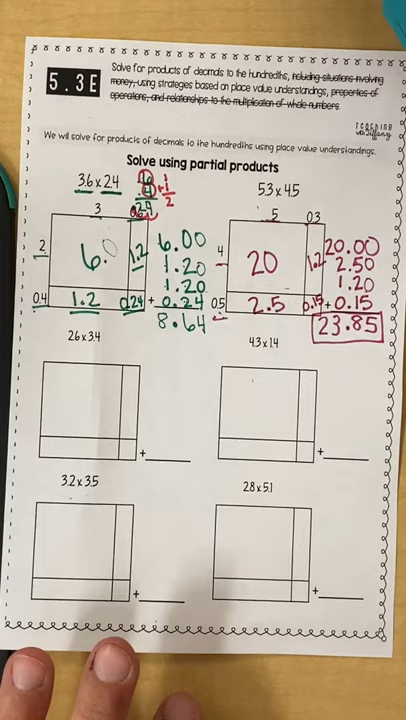 5.3E
Solve for products of decimals to the hundredths, including situations involving
money, using strategies based on place value understandings, properties of
operations, and relationships to the multiplication of whole numbers.
TEACHING
with Tiffany
We will solve for products of decimals to the hundredths using place value understandings.
Solve using partial products
3.6 x 2.4
3
2
6.0
1.2
0.4
1.2
0.24
6.00
1.20
1.20
+ 0.24
8.64
5.3 x 4.5
5 0.3
4
20
1.2
0.5
2.5
0.15
20.00
2.50
1.20
+ 0.15
23.85
2.6 x 3.4
+
4.3 x 1.4
+
3.2 x 3.5
+
2.8 x 5.1
+